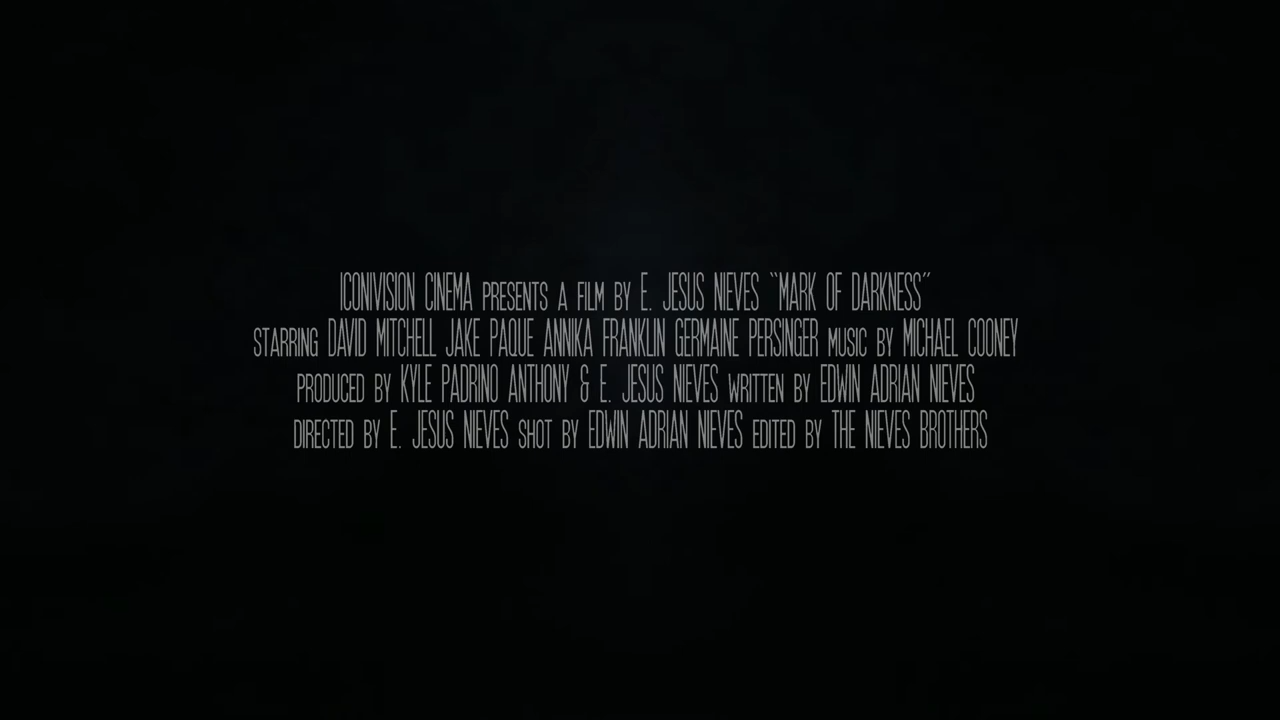 ICONIVISION CINEMA PRESENTS A FILM BY E. JESUS NIEVES "MARK OF DARKNESS"
STARRING DAVID MITCHELL JAKE PAQUE ANNIKA FRANKLIN GERMAINE PERSINGER MUSIC BY MICHAEL COONEY
PRODUCED BY KYLE PADRINO ANTHONY & E. JESUS NIEVES WRITTEN BY EDWIN ADRIAN NIEVES
DIRECTED BY E. JESUS NIEVES SHOT BY EDWIN ADRIAN NIEVES EDITED BY THE NIEVES BROTHERS